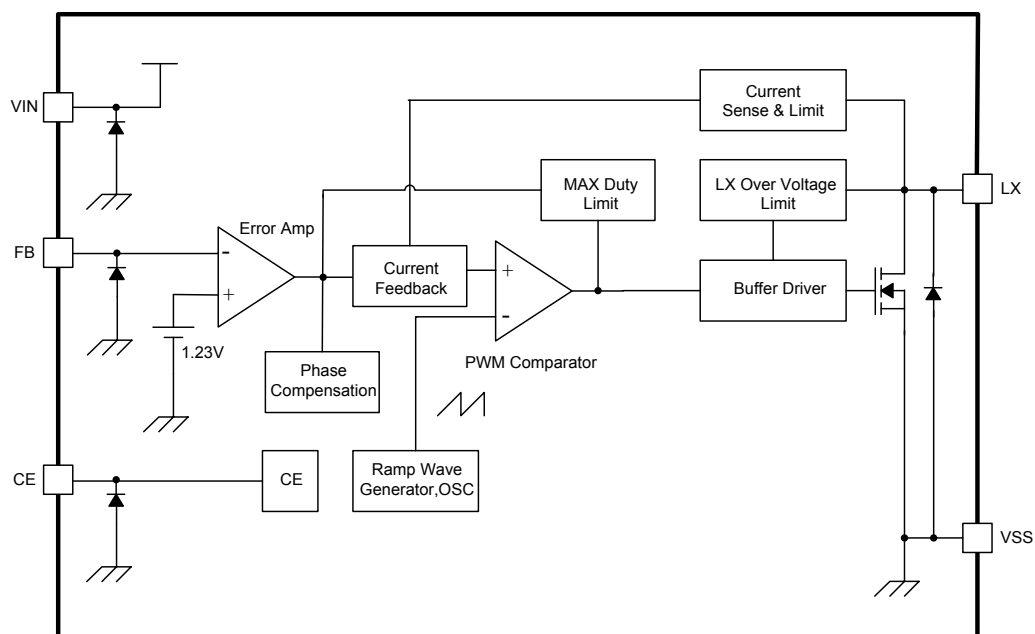 VIN
Current
Sense & Limit
MAX Duty
Limit
LX Over Voltage
Limit
LX
FB
Error Amp
-
+
1.23V
Current
Feedback
+
-
Buffer Driver
Phase
Compensation
PWM Comparator
CE
CE
Ramp Wave
Generator,OSC
VSS